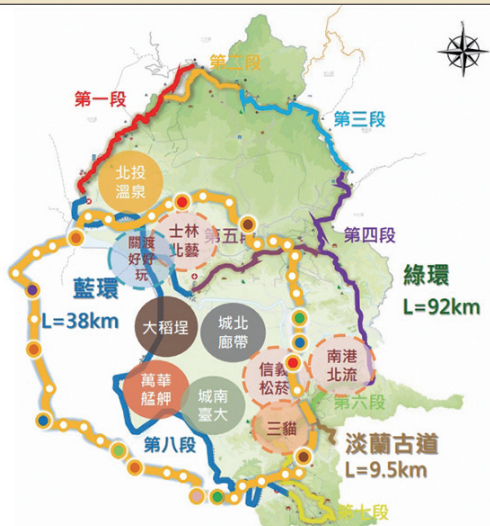 第二段
第一段
第三段
北投
溫泉
士林
北藝
第五段
第四段
關渡
好好
玩
綠環
L=92km
藍環
L=38km
大稻埕
城北
廊帶
信義
松菸
南港
北流
萬華
艋舺
城南
臺大
第六段
三貓
淡蘭古道
L=9.5km
第八段
第十段